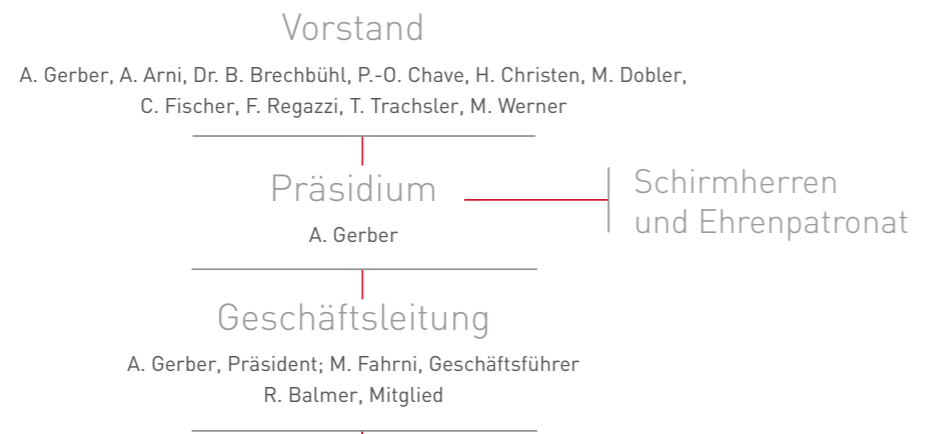 Vorstand
A. Gerber, A. Arni, Dr. B. Brechbühl, P.-O. Chave, H. Christen, M. Dobler,
C. Fischer, F. Regazzi, T. Trachsler, M. Werner
Präsidium
A. Gerber
Schirmherren
und Ehrenpatronat
Geschäftsleitung
A. Gerber, Präsident; M. Fahrni, Geschäftsführer
R. Balmer, Mitglied